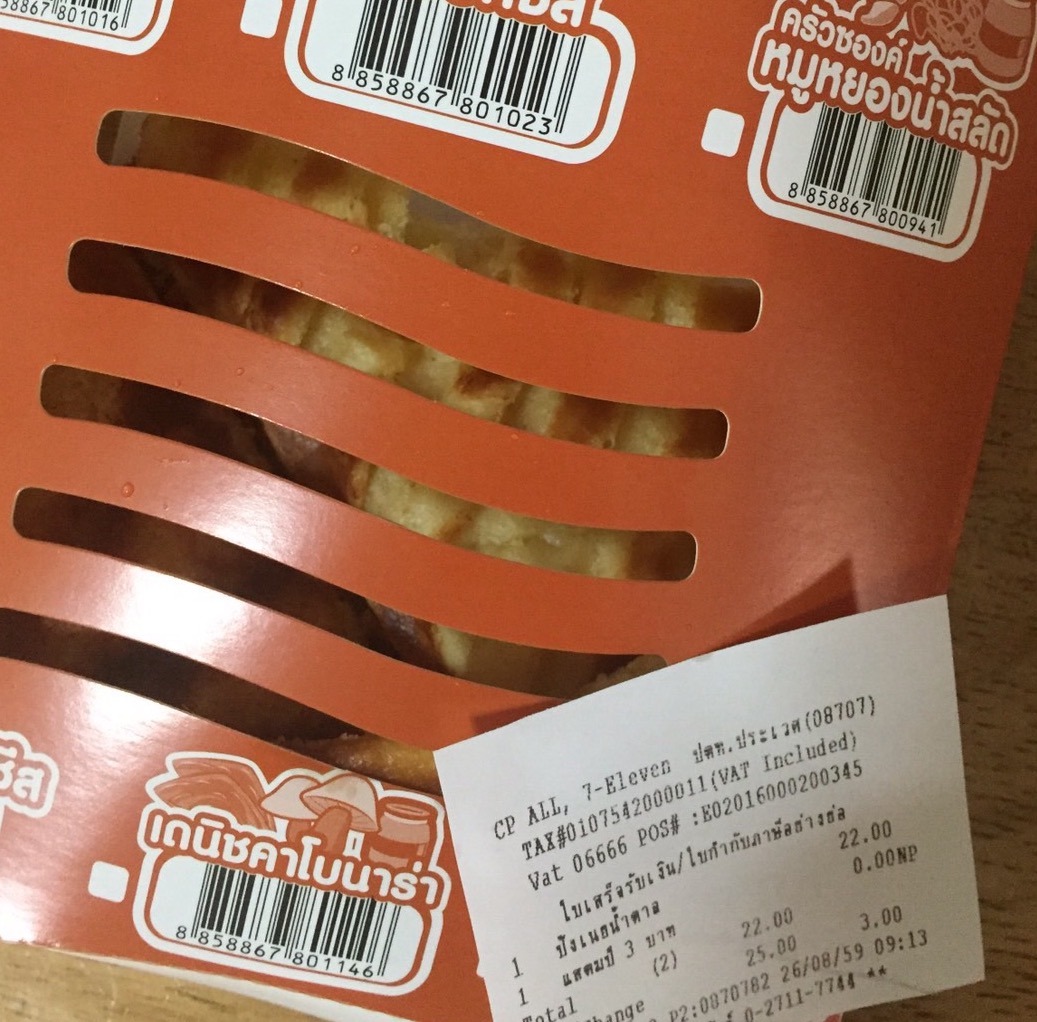 8 858867 801023
ครัวซองค์
หมูหยองน้ำสลัด
8 858867 800941
เดนิชคาโบนาร่า
8 858867 801146
CP ALL, 7-Eleven ปตท.ประเวศ(08707)
TAX#0107542000011(VAT Included)
Vat 06666 POS# :E02016000200345
ใบเสร็จรับเงิน/ใบกำกับภาษีอย่างย่อ
1 ปังเนยน้ำตาล 22.00
1 แสตมป์ 3 บาท 0.00NP
Total (2) 22.00
Change 25.00 3.00
P2:0070782 26/08/59 09:13
0-2711-7744 **